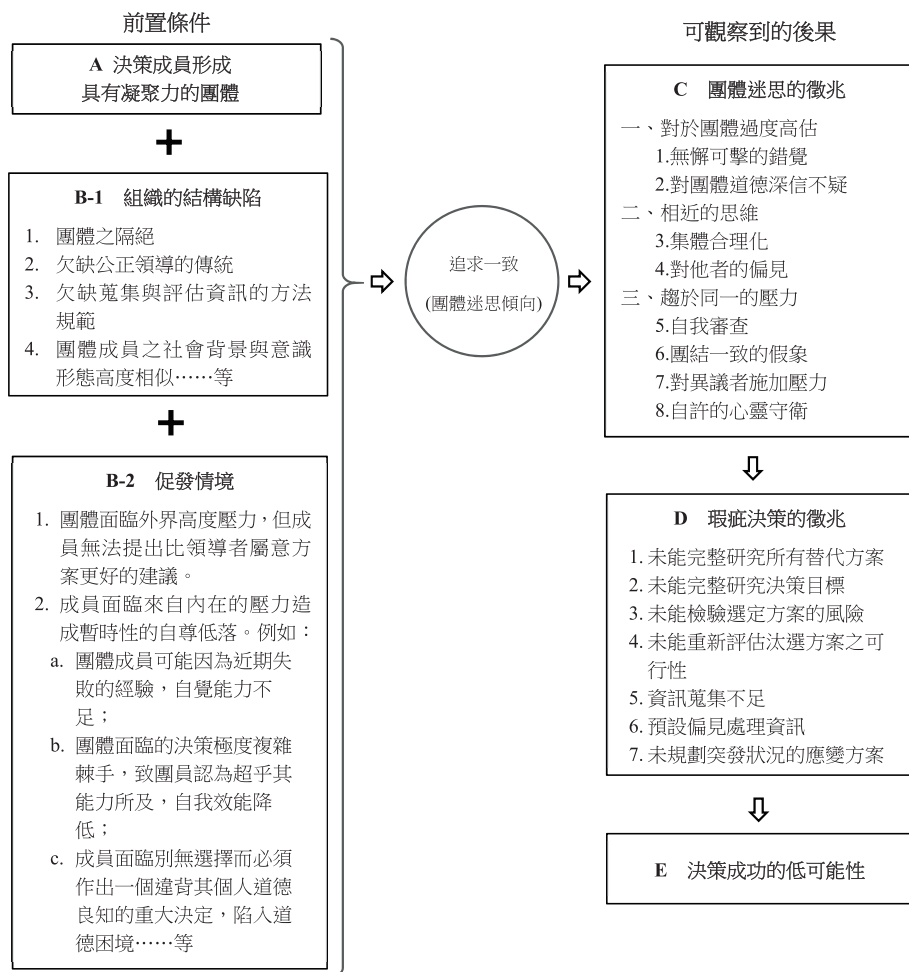 前置條件
A 決策成員形成
具有凝聚力的團體
+
B-1 組織的結構缺陷
1. 團體之隔絕
2. 欠缺公正領導的傳統
3. 欠缺蒐集與評估資訊的方法
規範
4. 團體成員之社會背景與意識
形態高度相似……等
+
B-2 促發情境
1. 團體面臨外界高度壓力，但成
員無法提出比領導者屬意方
案更好的建議。
2. 成員面臨來自內在的壓力造
成暫時性的自尊低落。例如：
a. 團體成員可能因為近期失
敗的經驗，自覺能力不
足；
b. 團體面臨的決策極度複雜
棘手，致團員認為超乎其
能力所及，自我效能降
低；
c. 成員面臨別無選擇而必須
作出一個違背其個人道德
良知的重大決定，陷入道
德困境……等
追求一致
(團體迷思傾向)
可觀察到的後果
C 團體迷思的徵兆
一、對於團體過度高估
1.無懈可擊的錯覺
2.對團體道德深信不疑
二、相近的思維
3.集體合理化
4.對他者的偏見
三、趨於同一的壓力
5.自我審查
6.團結一致的假象
7.對異議者施加壓力
8.自許的心靈守衛
D 瑕疵決策的徵兆
1. 未能完整研究所有替代方案
2. 未能完整研究決策目標
3. 未能檢驗選定方案的風險
4. 未能重新評估汰選方案之可
行性
5. 資訊蒐集不足
6. 預設偏見處理資訊
7. 未規劃突發狀況的應變方案
E 決策成功的低可能性